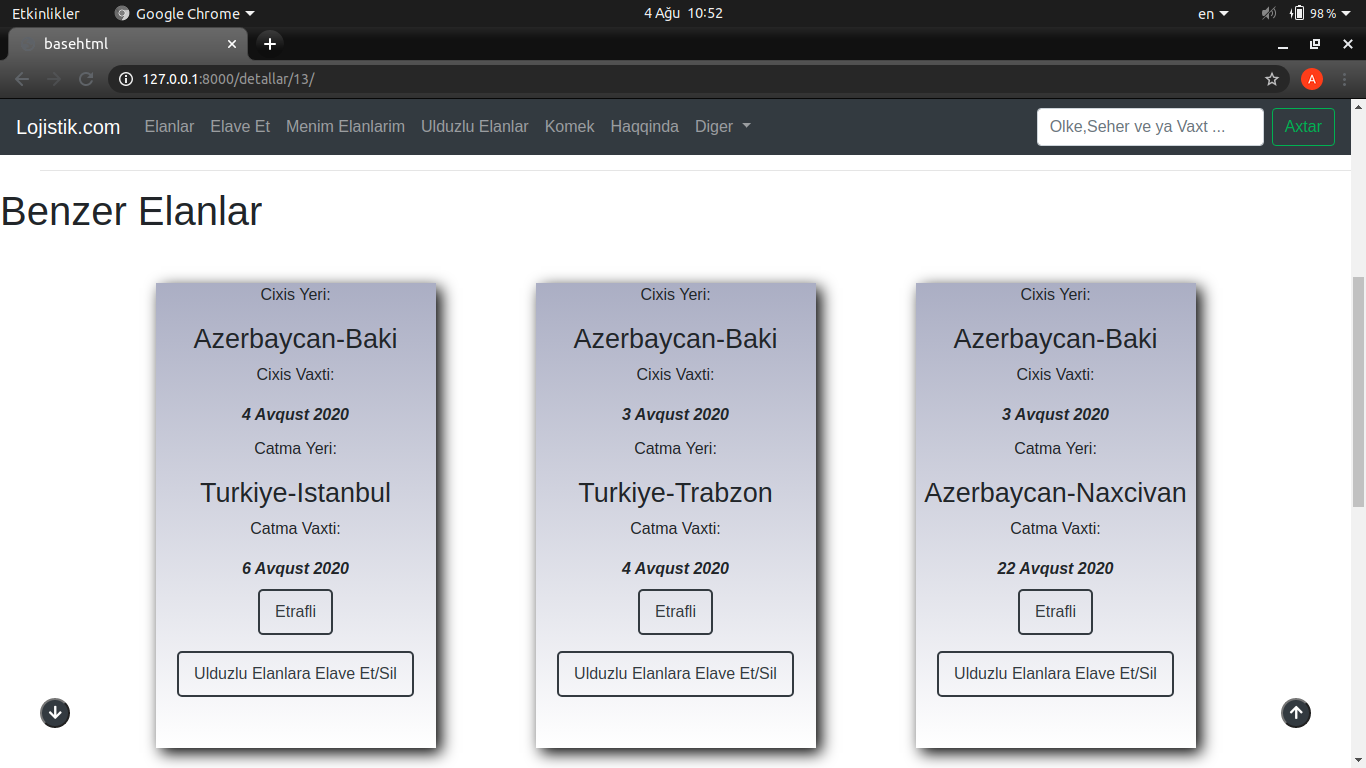 Etkinlikler Google Chrome 4 Ağu 10:52 en 98 %
basehtml
127.0.0.1:8000/detallar/13/ A
Lojistik.com Elanlar Elave Et Menim Elanlarim Ulduzlu Elanlar Komek Haqqinda Diger Olke,Seher ve ya Vaxt ... Axtar
Benzer Elanlar
Cixis Yeri:
Azerbaycan-Baki
Cixis Vaxti:
4 Avqust 2020
Catma Yeri:
Turkiye-Istanbul
Catma Vaxti:
6 Avqust 2020
Etrafli
Ulduzlu Elanlara Elave Et/Sil
Cixis Yeri:
Azerbaycan-Baki
Cixis Vaxti:
3 Avqust 2020
Catma Yeri:
Turkiye-Trabzon
Catma Vaxti:
4 Avqust 2020
Etrafli
Ulduzlu Elanlara Elave Et/Sil
Cixis Yeri:
Azerbaycan-Baki
Cixis Vaxti:
3 Avqust 2020
Catma Yeri:
Azerbaycan-Naxcivan
Catma Vaxti:
22 Avqust 2020
Etrafli
Ulduzlu Elanlara Elave Et/Sil